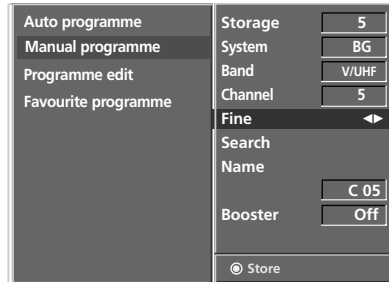 Auto programme
Manual programme
Programme edit
Favourite programme
Storage 5
System BG
Band V/UHF
Channel 5
Fine ◀▶
Search
Name
C 05
Booster Off
◉ Store